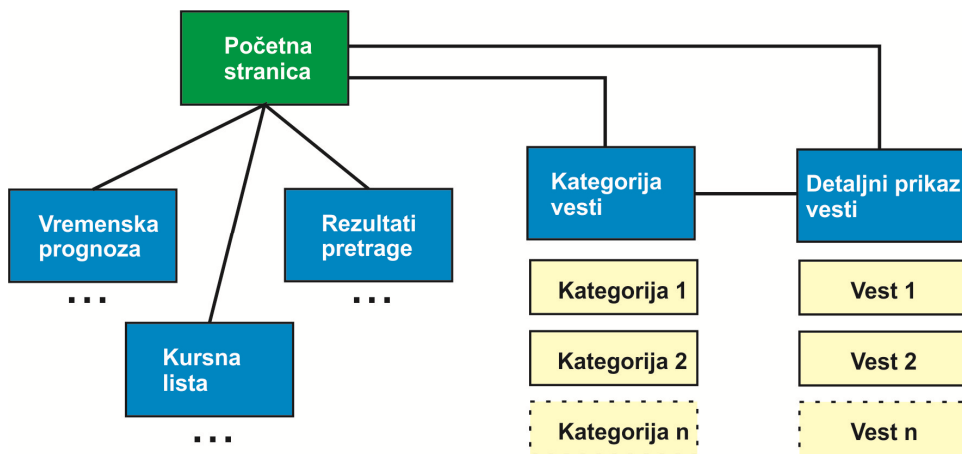 Početna
stranica
Kategorija
vesti
Detaljni prikaz
vesti
Vremenska
prognoza
Rezultati
pretrage
...
...
Kursna
lista
...
Kategorija 1
Vest 1
Kategorija 2
Vest 2
Kategorija n
Vest n